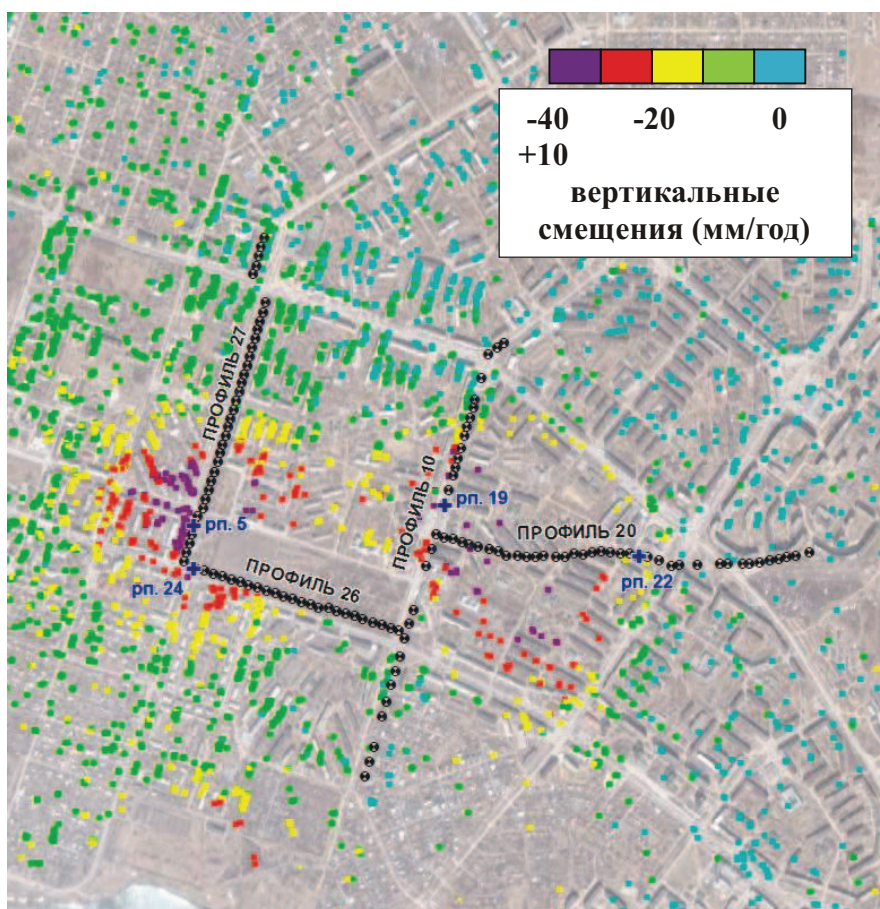 -40 -20 0
+10
вертикальные
смещения (мм/год)
ПРОФИЛЬ 27
ПРОФИЛЬ 10
рп. 19
рп. 5
ПРОФИЛЬ 20
рп. 24
ПРОФИЛЬ 26
рп. 22